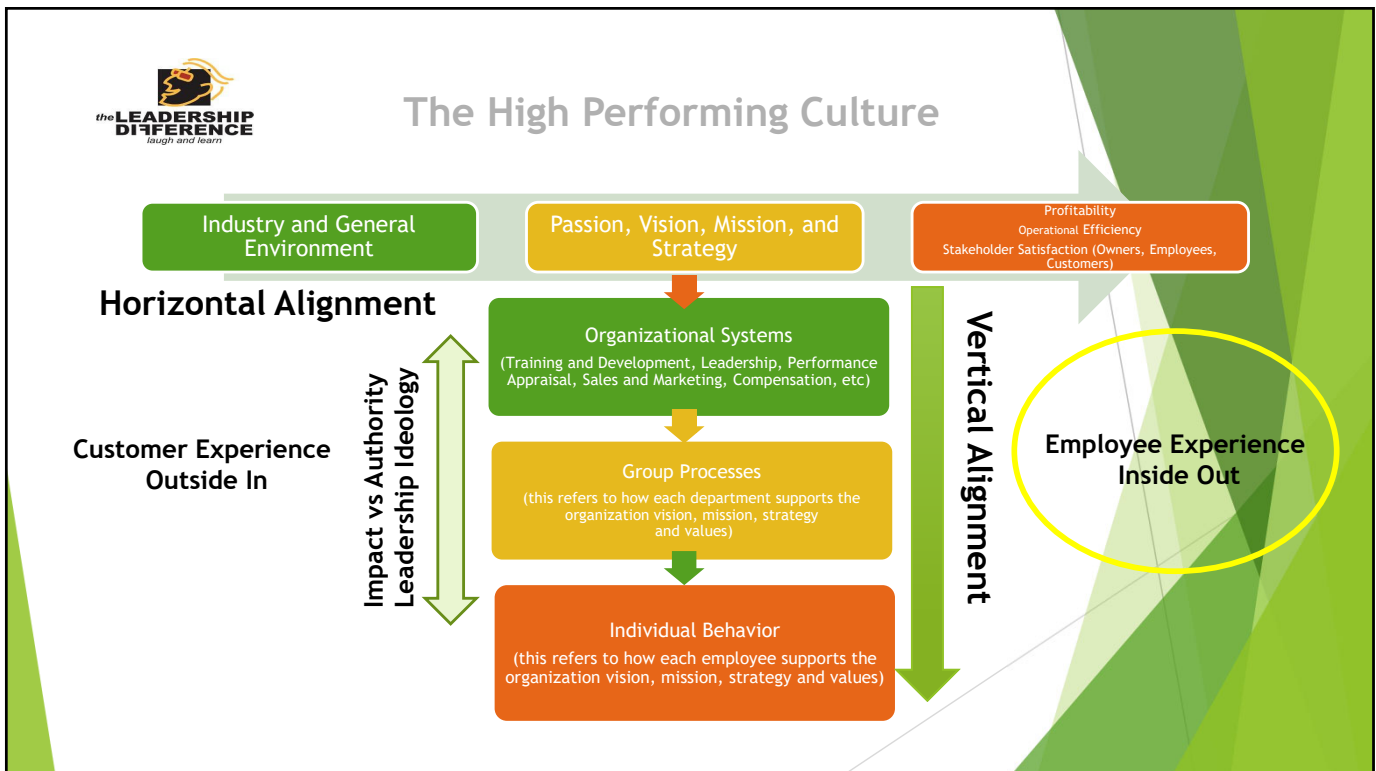 theLEADERSHIP
DIFFERENCE
laugh and learn
The High Performing Culture
Industry and General
Environment
Passion, Vision, Mission, and
Strategy
Profitability
Operational Efficiency
Stakeholder Satisfaction (Owners, Employees,
Customers)
Horizontal Alignment
Organizational Systems
(Training and Development, Leadership, Performance
Appraisal, Sales and Marketing, Compensation, etc)
Customer Experience
Outside In
Impact vs Authority
Leadership Ideology
Group Processes
(this refers to how each department supports the
organization vision, mission, strategy
and values)
Vertical Alignment
Employee Experience
Inside Out
Individual Behavior
(this refers to how each employee supports the
organization vision, mission, strategy and values)